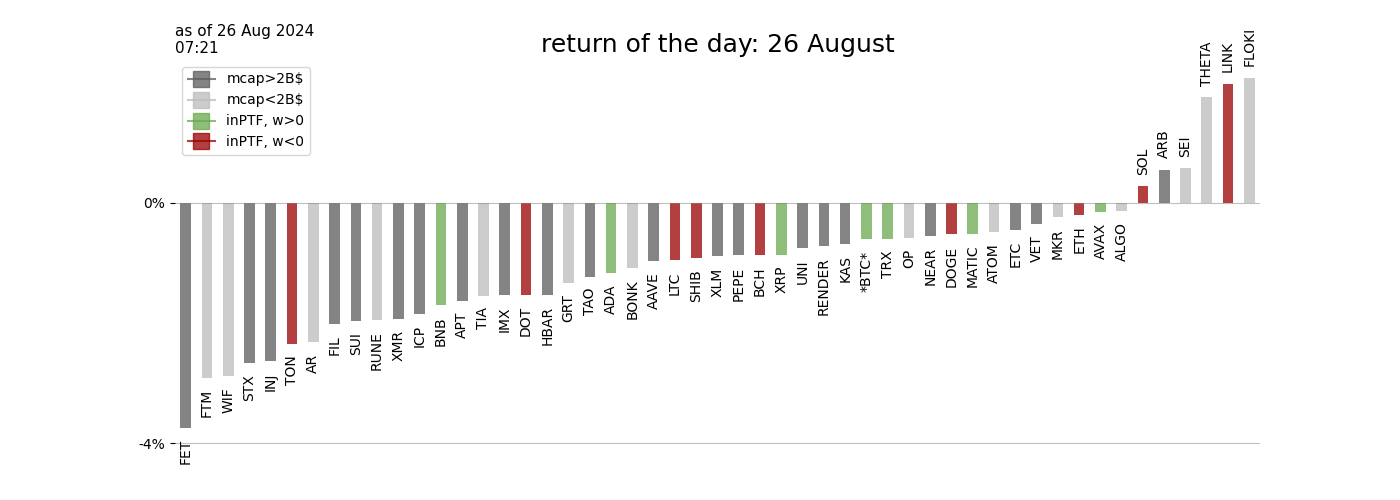 as of 26 Aug 2024
07:21
return of the day: 26 August
mcap>2B$
mcap<2B$
inPTF, w>0
inPTF, w<0
0%
-4%
FET
FTM
WIF
STX
INJ
TON
AR
FIL
SUI
RUNE
XMR
ICP
BNB
APT
TIA
IMX
DOT
HBAR
GRT
TAO
ADA
BONK
AAVE
LTC
SHIB
XLM
PEPE
BCH
XRP
UNI
RENDER
KAS
*BTC*
TRX
OP
NEAR
DOGE
MATIC
ATOM
ETC
VET
MKR
ETH
AVAX
ALGO
SOL
ARB
SEI
THETA
LINK
FLOKI